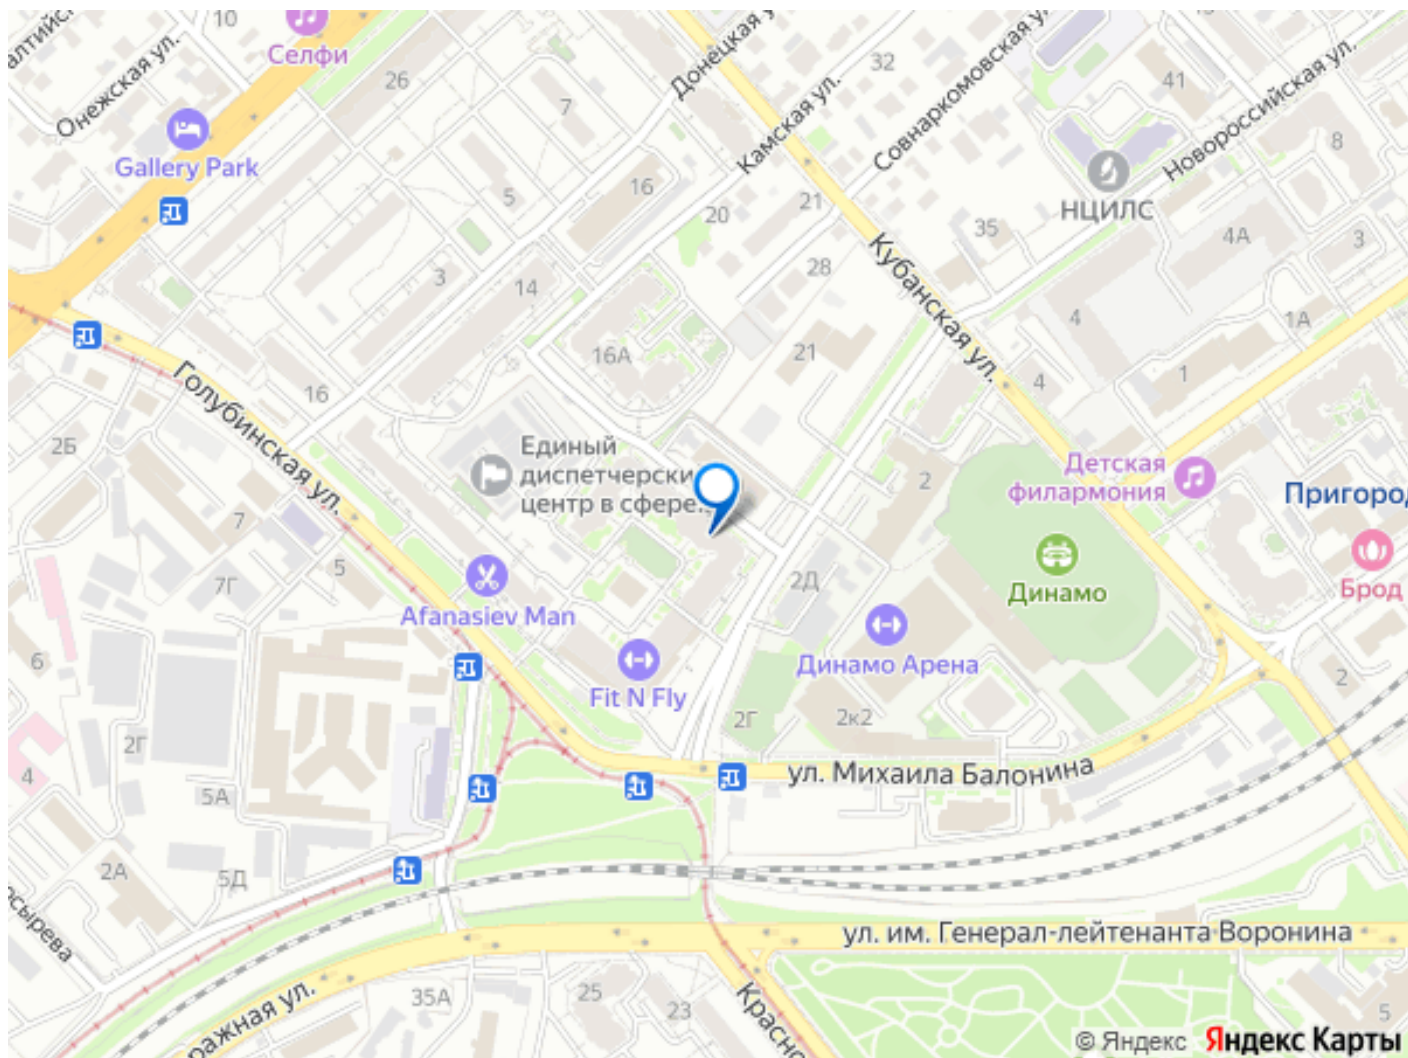 10
Селфи
Онежская ул.
26
7
Донецкая
Камская ул.
32
Совнаркомовская ул.
41
Новороссийская ул.
8
Gallery Park
НЦИЛС
5
16
20
21
35
4А
3
Кубанская ул.
28
3
14
4
1А
16А
21
16
4
1
Голубинская ул.
2Б
Единый
диспетчерски
центр в сфере
2
Детская
филармония
Пригород
7
5
7Г
Afanasiev Man
2Д
Динамо
Брод
6
Fit N Fly
Динамо Арена
2
2Г
2Г
2к2
4
5А
ул. Михаила Балонина
2А
5Д
сырева
ул. им. Генерал-лейтенанта Воронина
ражная ул.
35А
25
23
Красно
5
© Яндекс Яндекс Карты